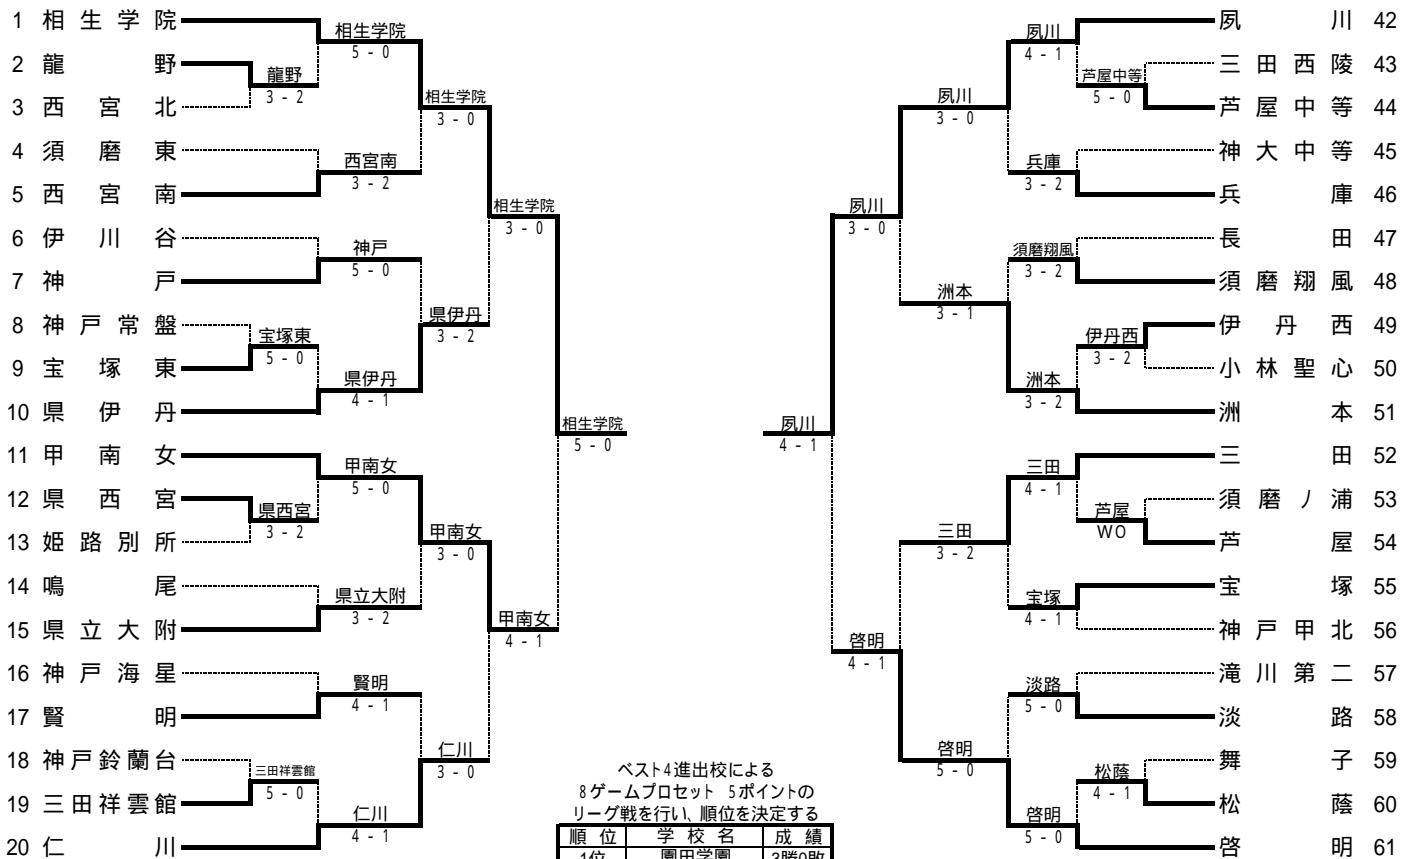 1 相生学院
2 龍野
3 西宮北
4 須磨東
5 西宮南
6 伊川谷
7 神戸
8 神戸常盤
9 宝塚東
10 県伊丹
11 甲南女
12 県西宮
13 姫路別所
14 鳴尾
15 県立大附
16 神戸海星
17 賢明
18 神戸鈴蘭台
19 三田祥雲館
20 仁川
龍野
3 - 2
宝塚東
5 - 0
県西宮
3 - 2
三田祥雲館
5 - 0
相生学院
5 - 0
西宮南
3 - 2
神戸
5 - 0
県伊丹
4 - 1
甲南女
5 - 0
県立大附
3 - 2
賢明
4 - 1
仁川
4 - 1
相生学院
3 - 0
県伊丹
3 - 2
甲南女
3 - 0
仁川
3 - 0
相生学院
3 - 0
甲南女
4 - 1
相生学院
5 - 0
夙川
4 - 1
夙川
3 - 0
啓明
4 - 1
夙川
3 - 0
洲本
3 - 1
三田
3 - 2
啓明
5 - 0
夙川
4 - 1
兵庫
3 - 2
須磨翔風
3 - 2
洲本
3 - 2
三田
4 - 1
宝塚
4 - 1
淡路
5 - 0
啓明
5 - 0
芦屋中等
5 - 0
伊丹西
3 - 2
芦屋
WO
松蔭
4 - 1
夙川 42
三田西陵 43
芦屋中等 44
神大中等 45
兵庫 46
長田 47
須磨翔風 48
伊丹西 49
小林聖心 50
洲本 51
三田 52
須磨ノ浦 53
芦屋 54
宝塚 55
神戸甲北 56
滝川第二 57
淡路 58
舞子 59
松蔭 60
啓明 61
ベスト4進出校による
8ゲームプロセット 5ポイントの
リーグ戦を行い、順位を決定する
順位 学校名 成績
1位 園田学園 3勝0敗